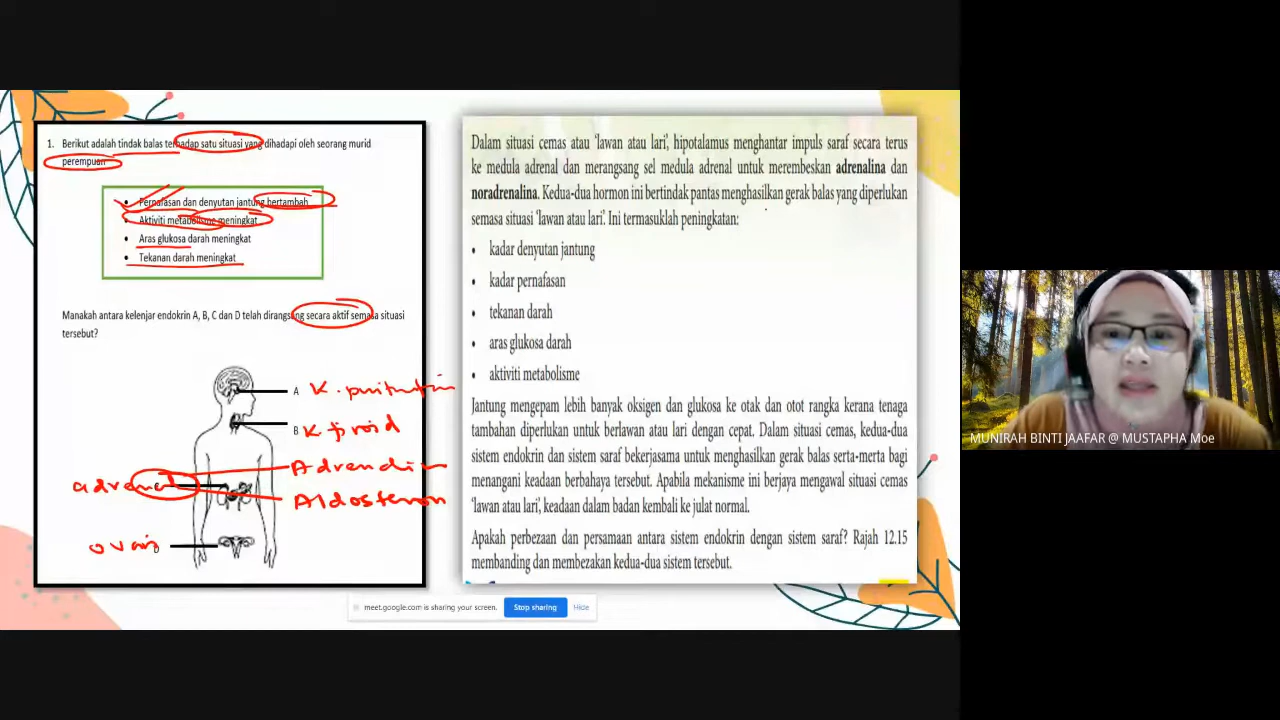 1. Berikut adalah tindak balas terhadap satu situasi yang dihadapi oleh seorang murid
perempuan
• Pernafasan dan denyutan jantung bertambah
• Aktiviti metabolisme meningkat
• Aras glukosa darah meningkat
• Tekanan darah meningkat
Manakah antara kelenjar endokrin A, B, C dan D telah dirangsang secara aktif semasa situasi
tersebut?
A K. pituitari
B K tiroid
Adrenalin
adrenal
Aldosteron
ovari
Dalam situasi cemas atau 'lawan atau lari', hipotalamus menghantar impuls saraf secara terus
ke medula adrenal dan merangsang sel medula adrenal untuk merembeskan adrenalina dan
noradrenalina. Kedua-dua hormon ini bertindak pantas menghasilkan gerak balas yang diperlukan
semasa situasi 'lawan atau lari'. Ini termasuklah peningkatan:
• kadar denyutan jantung
• kadar pernafasan
• tekanan darah
• aras glukosa darah
• aktiviti metabolisme
Jantung mengepam lebih banyak oksigen dan glukosa ke otak dan otot rangka kerana tenaga
tambahan diperlukan untuk berlawan atau lari dengan cepat. Dalam situasi cemas, kedua-dua
sistem endokrin dan sistem saraf bekerjasama untuk menghasilkan gerak balas serta-merta bagi
menangani keadaan berbahaya tersebut. Apabila mekanisme ini berjaya mengawal situasi cemas
'lawan atau lari', keadaan dalam badan kembali ke julat normal.
Apakah perbezaan dan persamaan antara sistem endokrin dengan sistem saraf? Rajah 12.15
membanding dan membezakan kedua-dua sistem tersebut.
meet.google.com is sharing your screen. Stop sharing Hide
MUNIRAH BINTI JAAFAR @ MUSTAPHA Moe